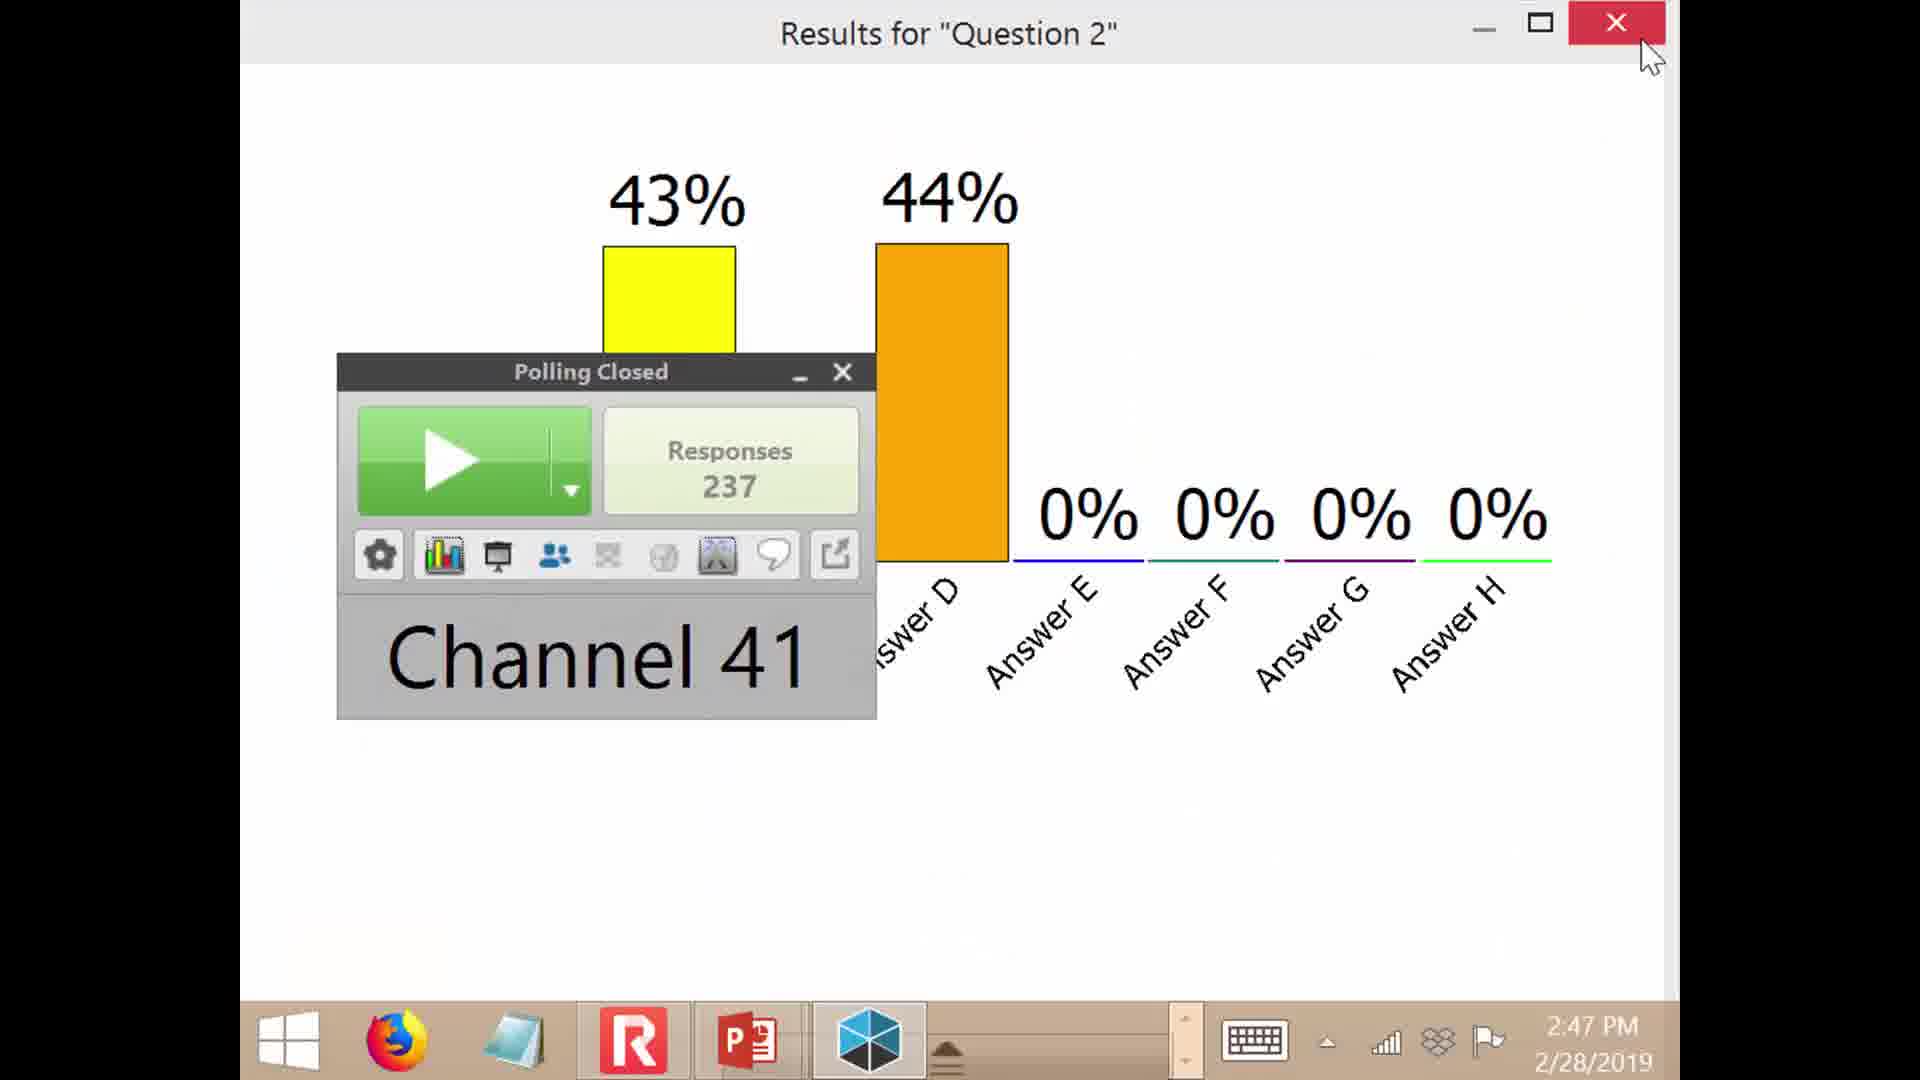 Results for "Question 2"
43%
44%
Polling Closed
Responses
237
0%
0%
0%
0%
Channel 41
swer D
Answer E
Answer F
Answer G
Answer H
2:47 PM
2/28/2019